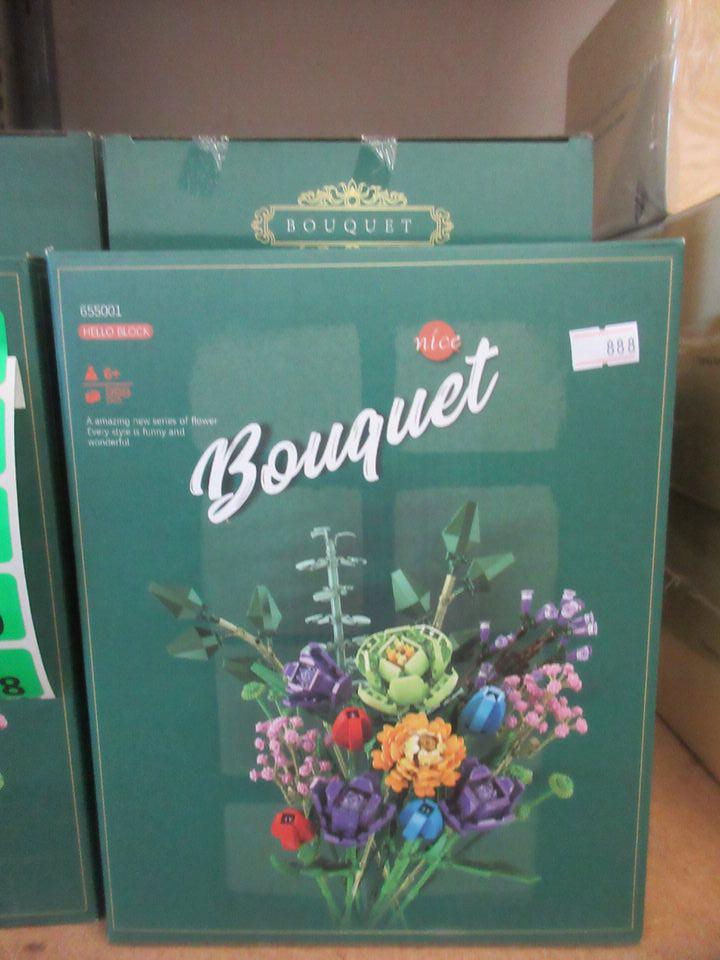 BOUQUET
655001
HELLO BLOCK
nice
888
6+
Bouquet
A amazing new series of flower
Every style is funny and
wonderful
8